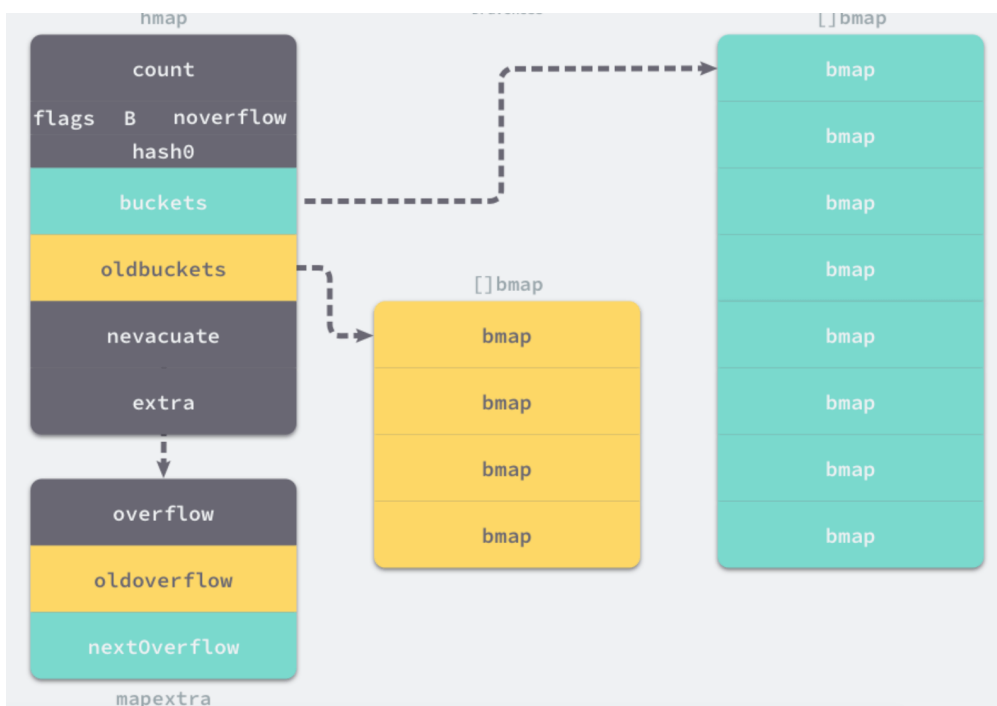 hmap
count
flags B noverflow
hash0
buckets
oldbuckets
nevacuate
extra
overflow
oldoverflow
nextOverflow
mapextra
[]bmap
bmap
bmap
bmap
bmap
[]bmap
bmap
bmap
bmap
bmap
bmap
bmap
bmap
bmap